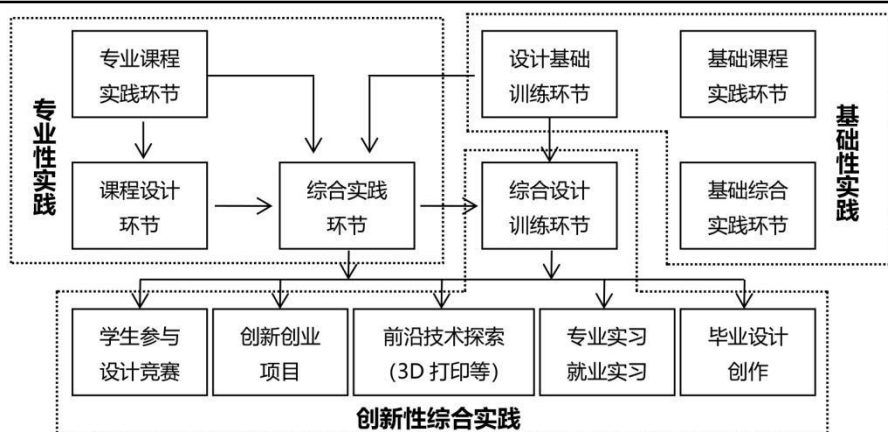 专业课程
实践环节
设计基础
训练环节
基础课程
实践环节
专业性实践
基础性实践
课程设计
环节
综合实践
环节
综合设计
训练环节
基础综合
实践环节
学生参与
设计竞赛
创新创业
项目
前沿技术探索
（3D 打印等）
专业实习
就业实习
毕业设计
创作
创新性综合实践